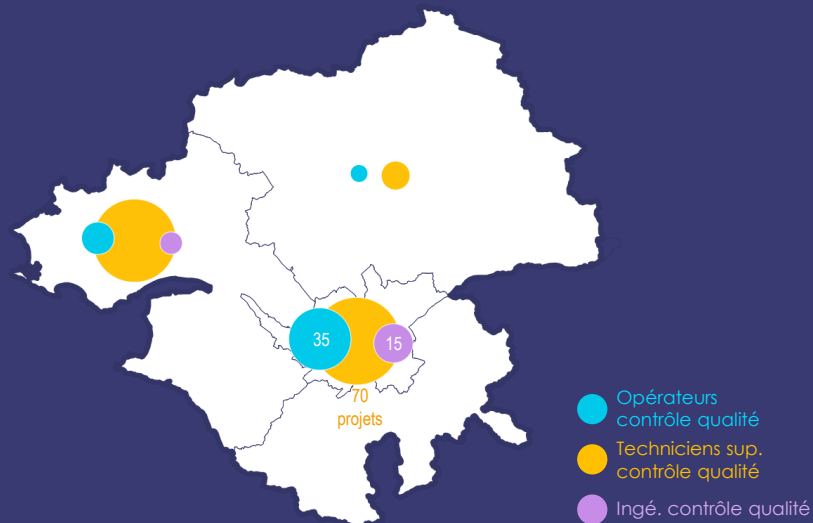 35
15
70
projets
Opérateurs
contrôle qualité
Techniciens sup.
contrôle qualité
Ingé. contrôle qualité